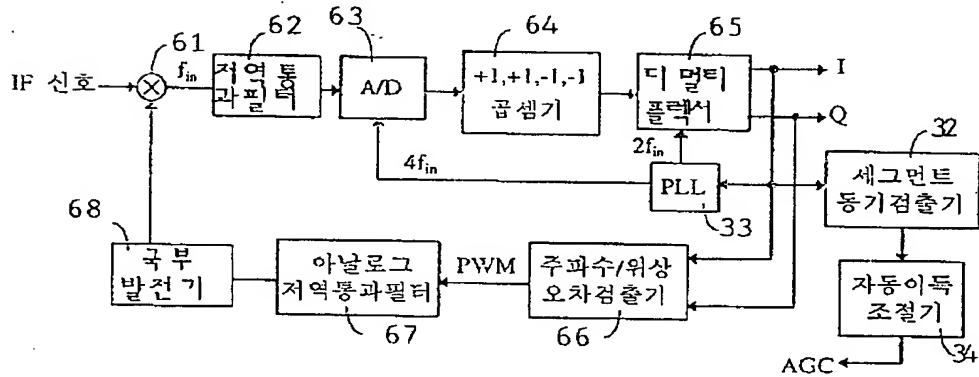 61
62
63
64
65
IF 신호
f_in
저역통
과필터
A/D
+1,+1,-1,-1
곱셈기
디 멀티
플렉서
I
Q
4f_in
2f_in
PLL
33
32
세그먼트
동기검출기
68
국부
발전기
아날로그
저역통과필터
67
PWM
주파수/위상
오차검출기
66
자동이득
조절기
34
AGC